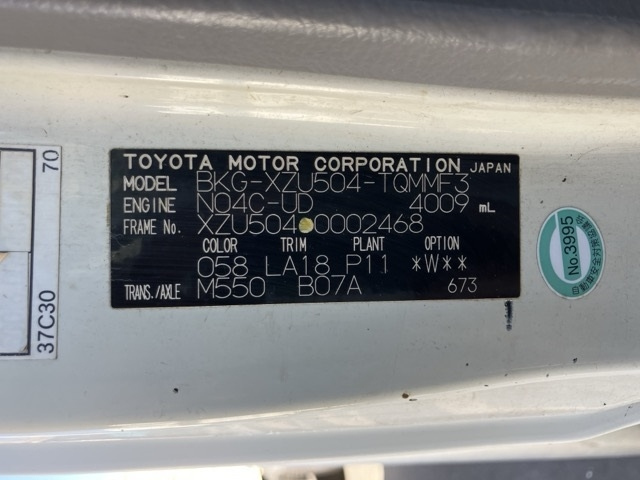 TOYOTA MOTOR CORPORATION JAPAN
MODEL BKG-XZU504-TQMMF3
ENGINE N04C-UD 4009 mL
FRAME No. XZU504 0002468
COLOR TRIM PLANT OPTION
058 LA18 P11 *W**
TRANS./AXLE M550 B07A 673
70
37C30
No.3995